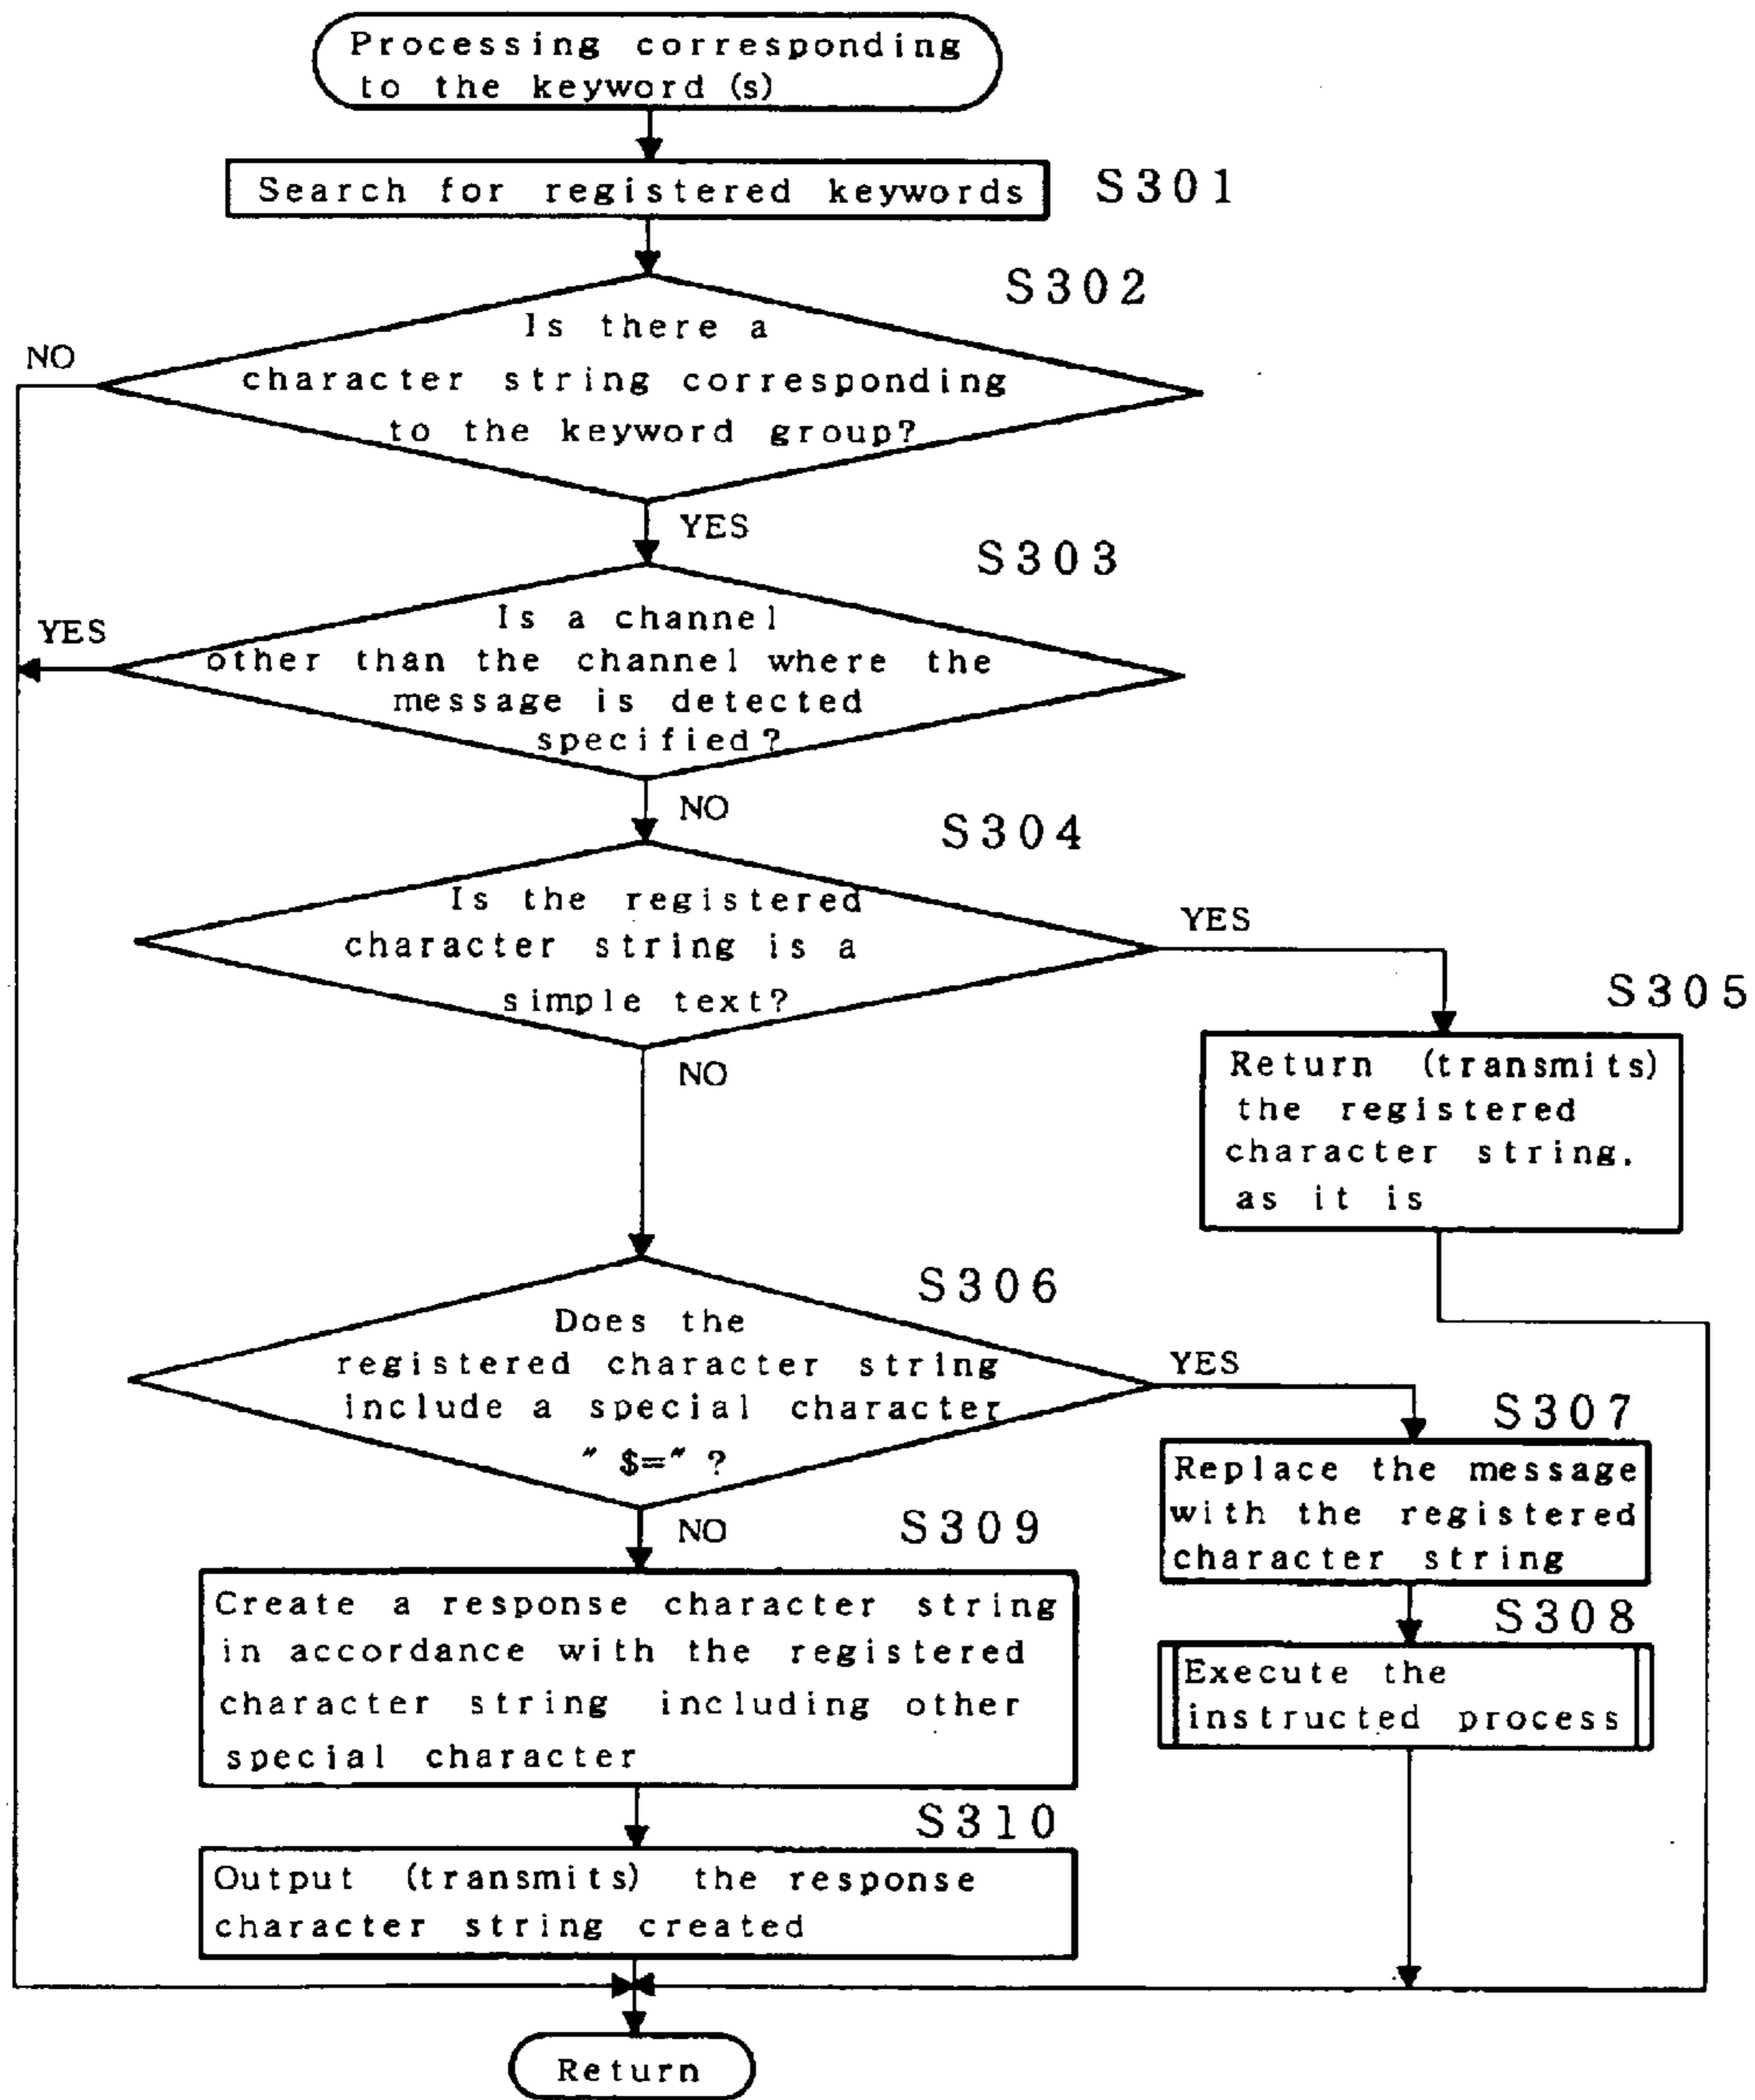 Processing corresponding
to the keyword (s)
Search for registered keywords
S301
S302
Is there a
character string corresponding
to the keyword group?
NO
YES
S303
Is a channel
other than the channel where the
message is detected
specified?
YES
NO
S304
Is the registered
character string is a
simple text?
YES
NO
S305
Return (transmits)
the registered
character string.
as it is
S306
Does the
registered character string
include a special character
" $=" ?
YES
NO
S307
Replace the message
with the registered
character string
S308
Execute the
instructed process
S309
Create a response character string
in accordance with the registered
character string including other
special character
S310
Output (transmits) the response
character string created
Return